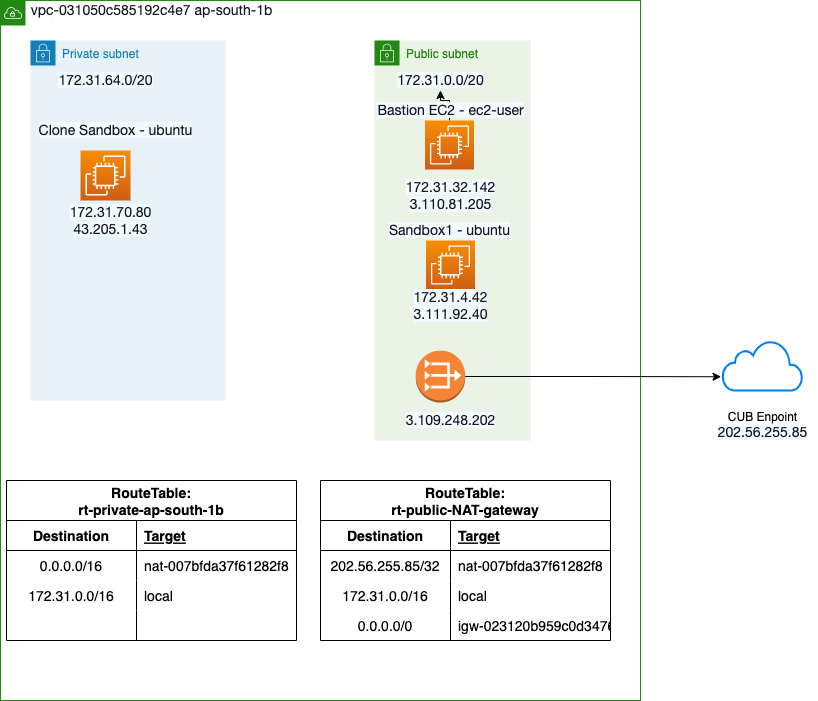 vpc-031050c585192c4e7 ap-south-1b
Private subnet
172.31.64.0/20
Clone Sandbox - ubuntu
172.31.70.80
43.205.1.43
Public subnet
172.31.0.0/20
Bastion EC2 - ec2-user
172.31.32.142
3.110.81.205
Sandbox1 - ubuntu
172.31.4.42
3.111.92.40
3.109.248.202
CUB Enpoint
202.56.255.85
RouteTable:
rt-private-ap-south-1b
Destination Target
0.0.0.0/16 nat-007bfda37f61282f8
172.31.0.0/16 local
RouteTable:
rt-public-NAT-gateway
Destination Target
202.56.255.85/32 nat-007bfda37f61282f8
172.31.0.0/16 local
0.0.0.0/0 igw-023120b959c0d3476